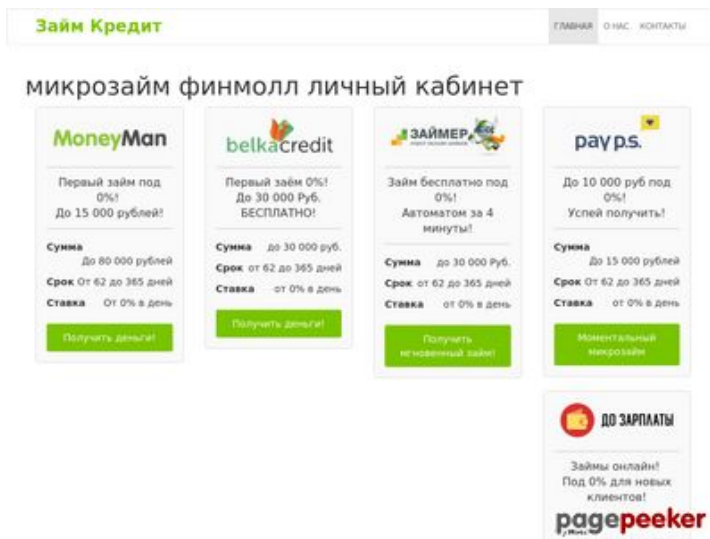 Займ Кредит
ГЛАВНАЯ О НАС. КОНТАКТЫ
микрозайм финмолл личный кабинет
MoneyMan
Первый займ под
0%!
До 15 000 рублей!
Сумма
До 80 000 рублей
Срок От 62 до 365 дней
Ставка От 0% в день
Получить деньги!
belkacredit
Первый заём 0%!
До 30 000 Руб.
БЕСПЛАТНО!
Сумма до 30 000 руб.
Срок от 62 до 365 дней
Ставка от 0% в день
Получить деньги!
ЗАЙМЕР
Займ бесплатно под
0%!
Автоматом за 4
минуты!
Сумма до 30 000 Руб.
Срок от 62 до 365 дней
Ставка от 0% в день
Получить
мгновенный займ!
pay p.s.
До 10 000 руб под
0%!
Успей получить!
Сумма
До 15 000 рублей
Срок От 62 до 365 дней
Ставка от 0% в день
Моментальный
микрозайм
ДО ЗАРПЛАТЫ
Займы онлайн!
Под 0% для новых
клиентов!
pagepeeker